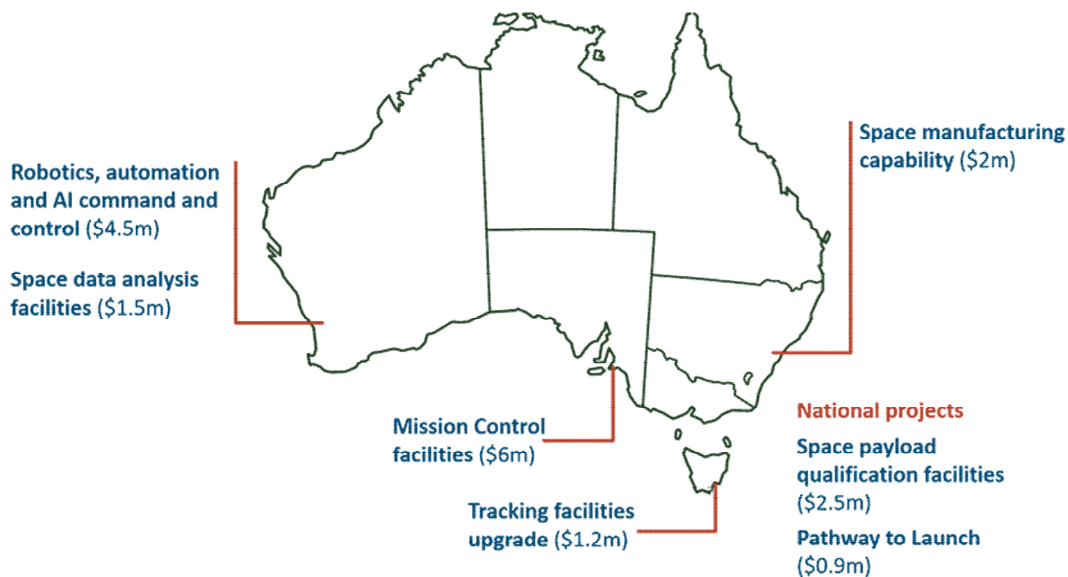 Robotics, automation
and AI command and
control ($4.5m)
Space data analysis
facilities ($1.5m)
Space manufacturing
capability ($2m)
Mission Control
facilities ($6m)
Tracking facilities
upgrade ($1.2m)
National projects
Space payload
qualification facilities
($2.5m)
Pathway to Launch
($0.9m)